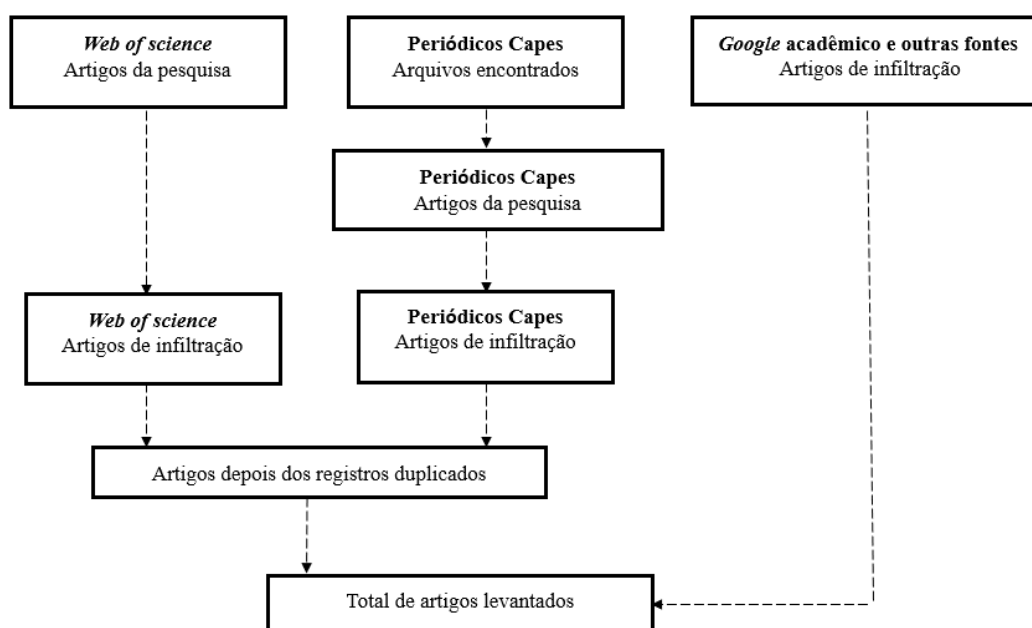 Web of science
Artigos da pesquisa
Periódicos Capes
Arquivos encontrados
Google acadêmico e outras fontes
Artigos de infiltração
Periódicos Capes
Artigos da pesquisa
Web of science
Artigos de infiltração
Periódicos Capes
Artigos de infiltração
Artigos depois dos registros duplicados
Total de artigos levantados